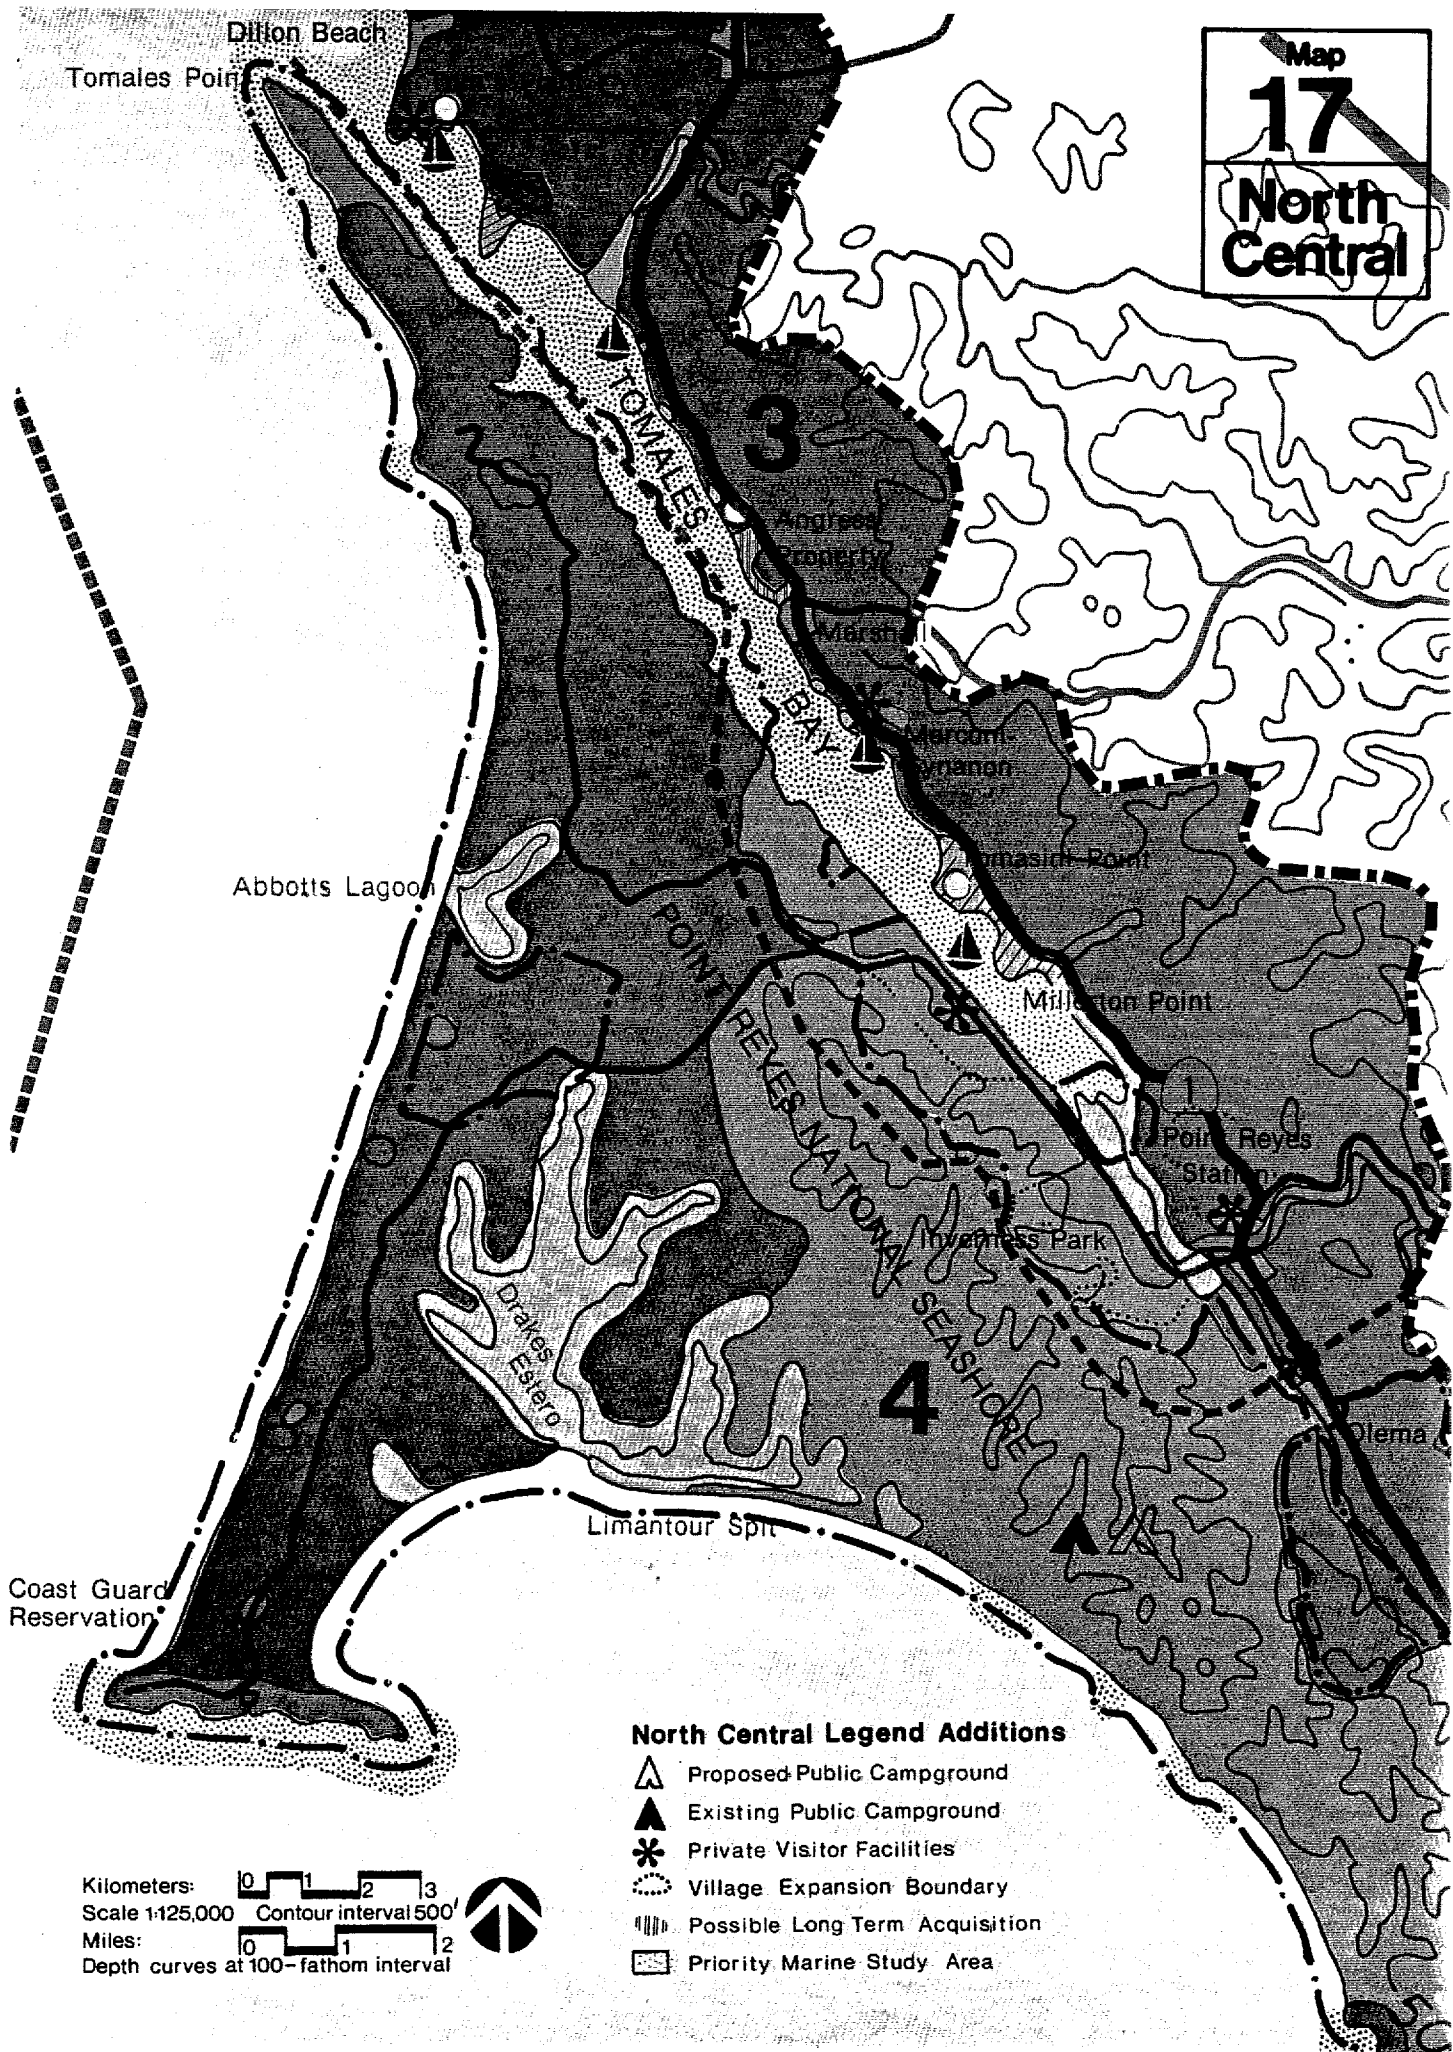 Dillon Beach
Tomales Point
Map
17
North
Central
TOMALES
BAY
3
Property
Tomasini Point
Abbotts Lagoon
POINT
REYES
NATIONAL
SEASHORE
Millerton Point
1
Point Reyes
Station
Inverness Park
Drakes
Estero
4
Olema
Limantour Spit
Coast Guard
Reservation
North Central Legend Additions
Proposed Public Campground
Existing Public Campground
Private Visitor Facilities
Village Expansion Boundary
Possible Long Term Acquisition
Priority Marine Study Area
Kilometers: 0 1 2 3
Scale 1:125,000 Contour interval 500'
Miles: 0 1 2
Depth curves at 100-fathom interval